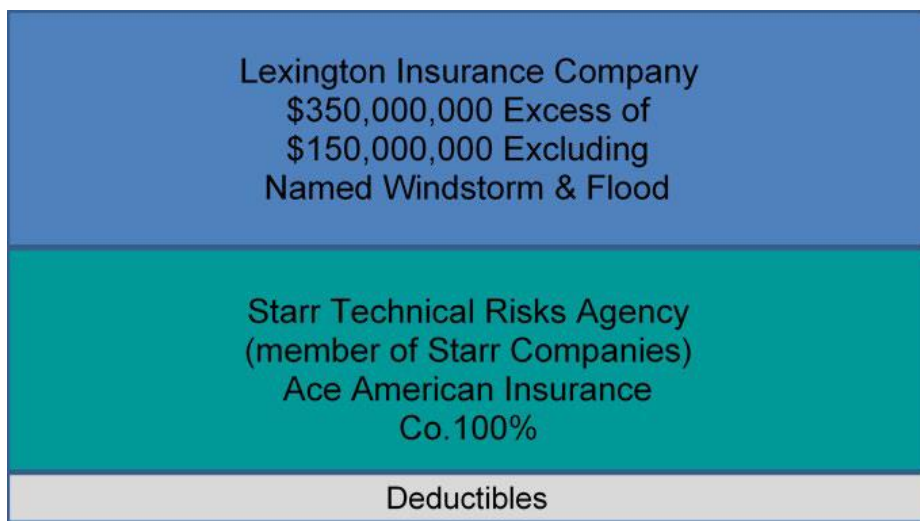 Lexington Insurance Company
$350,000,000 Excess of
$150,000,000 Excluding
Named Windstorm & Flood
Starr Technical Risks Agency
(member of Starr Companies)
Ace American Insurance
Co.100%
Deductibles